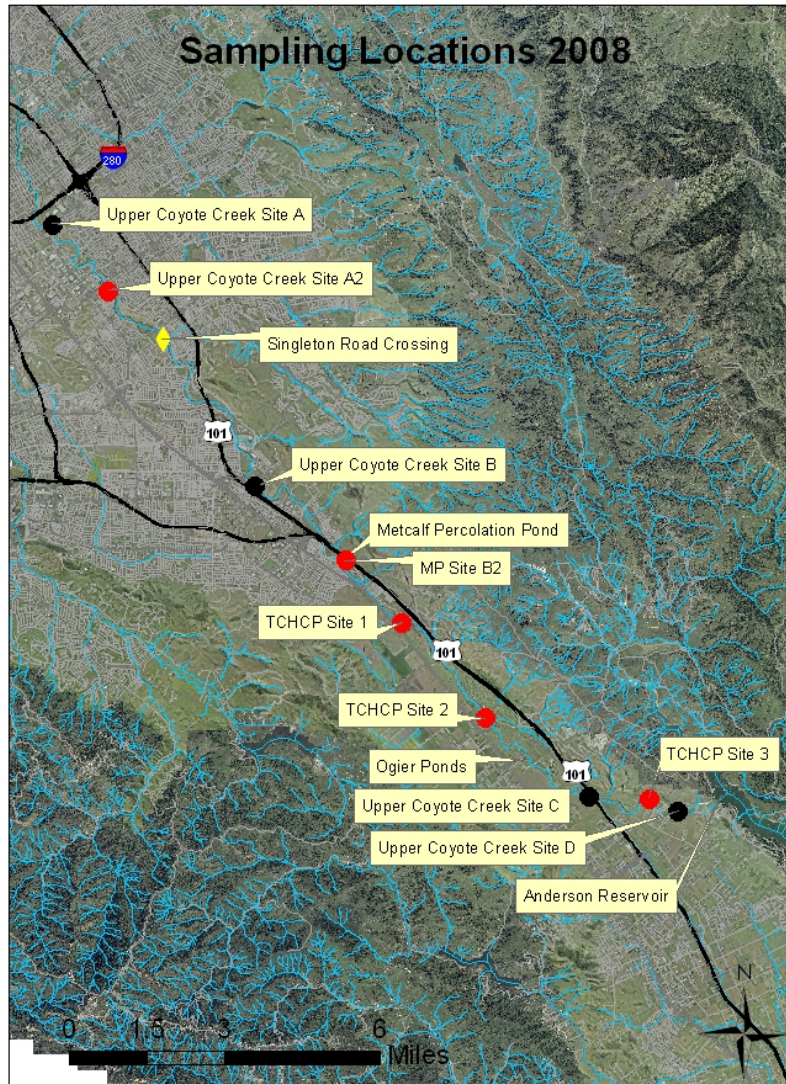 Sampling Locations 2008
280
Upper Coyote Creek Site A
Upper Coyote Creek Site A2
Singleton Road Crossing
101
Upper Coyote Creek Site B
Metcalf Percolation Pond
MP Site B2
TCHCP Site 1
101
TCHCP Site 2
TCHCP Site 3
Ogier Ponds
101
Upper Coyote Creek Site C
Upper Coyote Creek Site D
Anderson Reservoir
N
0 1.5 3 6
Miles